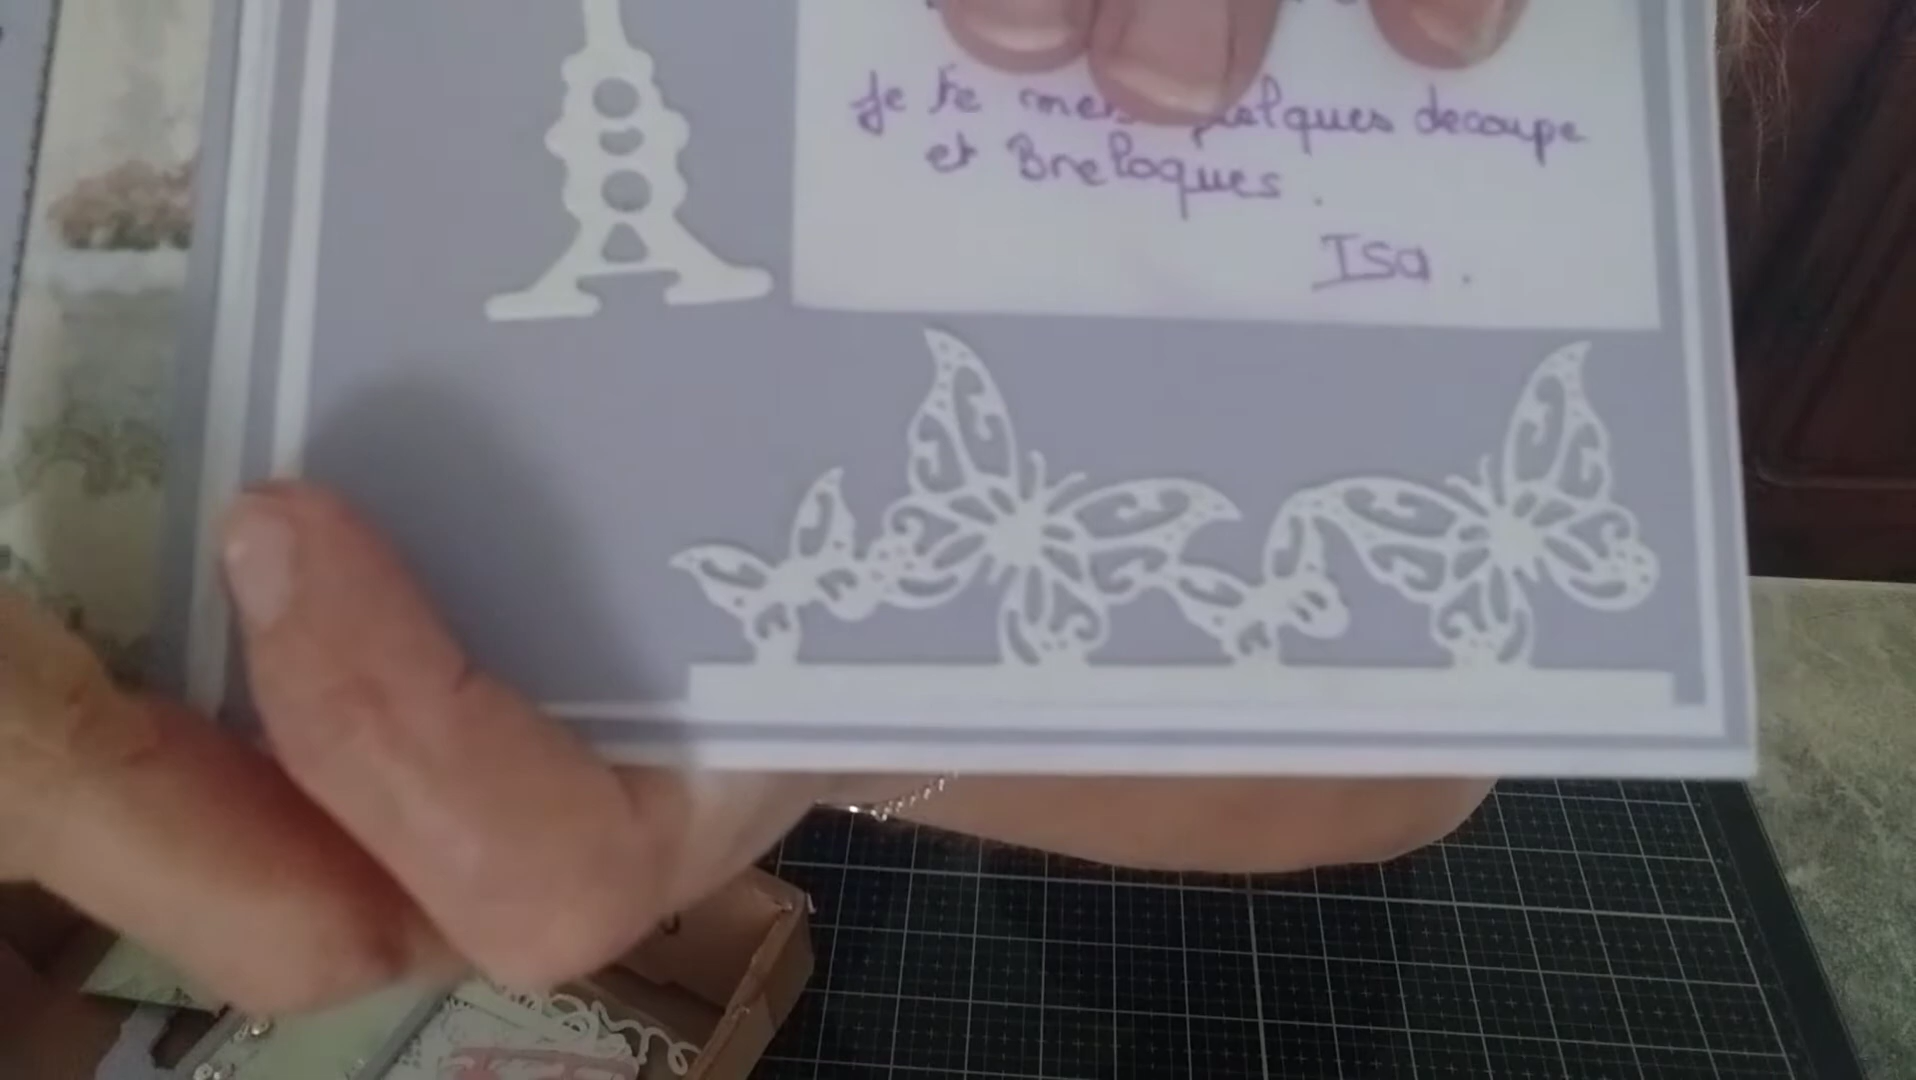 Je te mets quelques decoupe
et Breloques.
Isa.